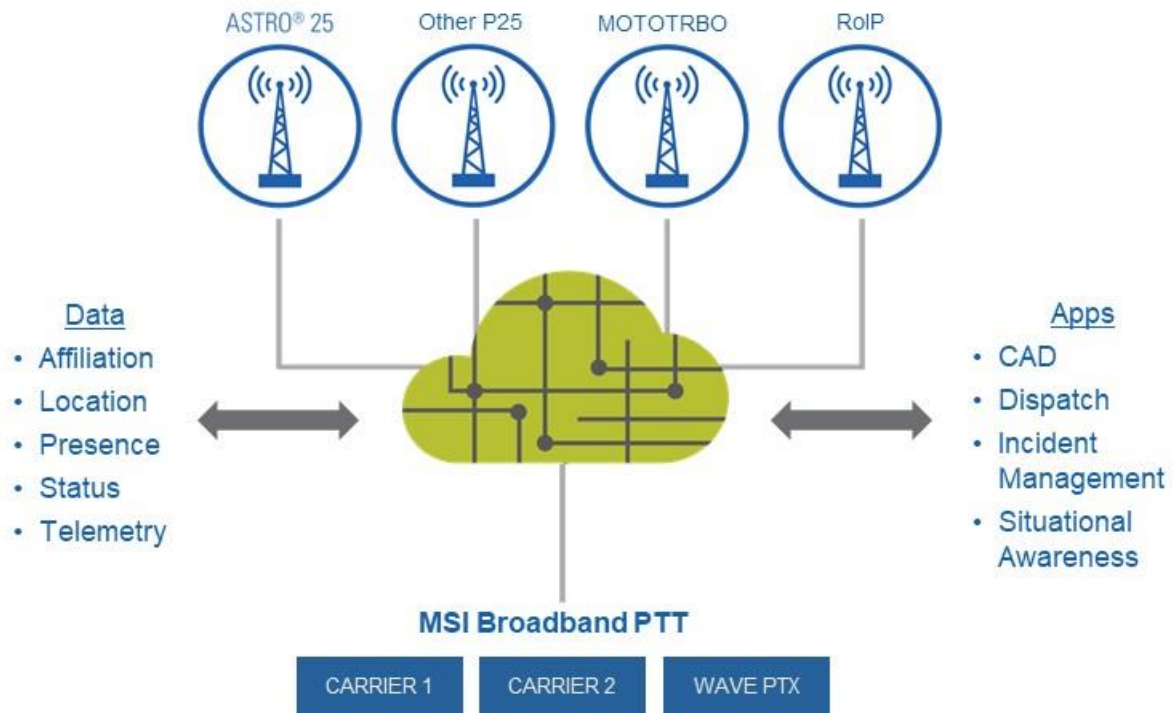 ASTRO® 25
Other P25
MOTOTRBO
RoIP
Data
• Affiliation
• Location
• Presence
• Status
• Telemetry
Apps
• CAD
• Dispatch
• Incident
Management
• Situational
Awareness
MSI Broadband PTT
CARRIER 1
CARRIER 2
WAVE PTX